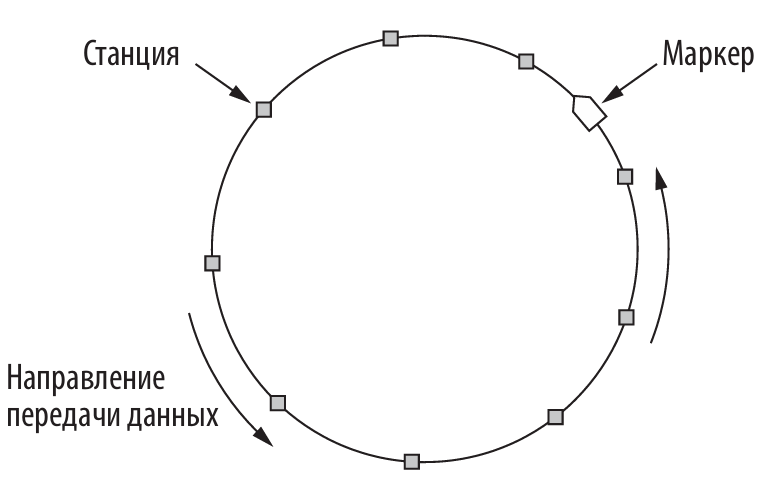 Станция
Маркер
Направление
передачи данных